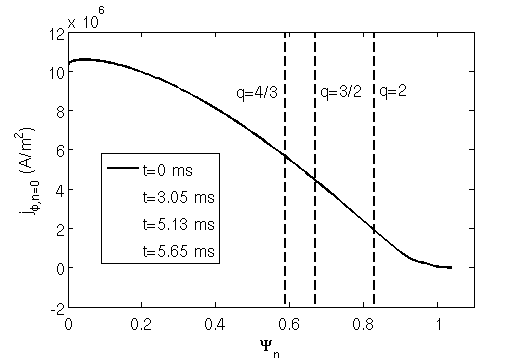 x 10^6
12
10
8
6
4
2
0
-2
j_ϕ,n=0 (A/m^2)
q=4/3
q=3/2
q=2
t=0 ms
t=3.05 ms
t=5.13 ms
t=5.65 ms
0 0.2 0.4 0.6 0.8 1
Ψ_n